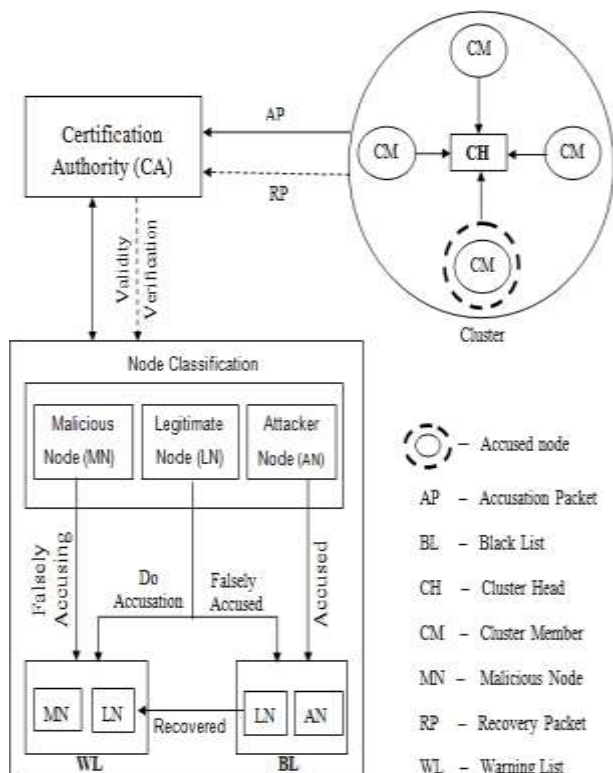 CM
AP
Certification
Authority (CA)
CM
CH
CM
RP
CM
Validity
Verification
Cluster
Node Classification
Malicious
Node (MN)
Legitimate
Node (LN)
Attacker
Node (AN)
Falsely
Accusing
Do
Accusation
Falsely
Accused
Accused
MN
LN
Recovered
LN
AN
WL
BL
– Accused node
AP – Accusation Packet
BL – Black List
CH – Cluster Head
CM – Cluster Member
MN – Malicious Node
RP – Recovery Packet
WL – Warning List